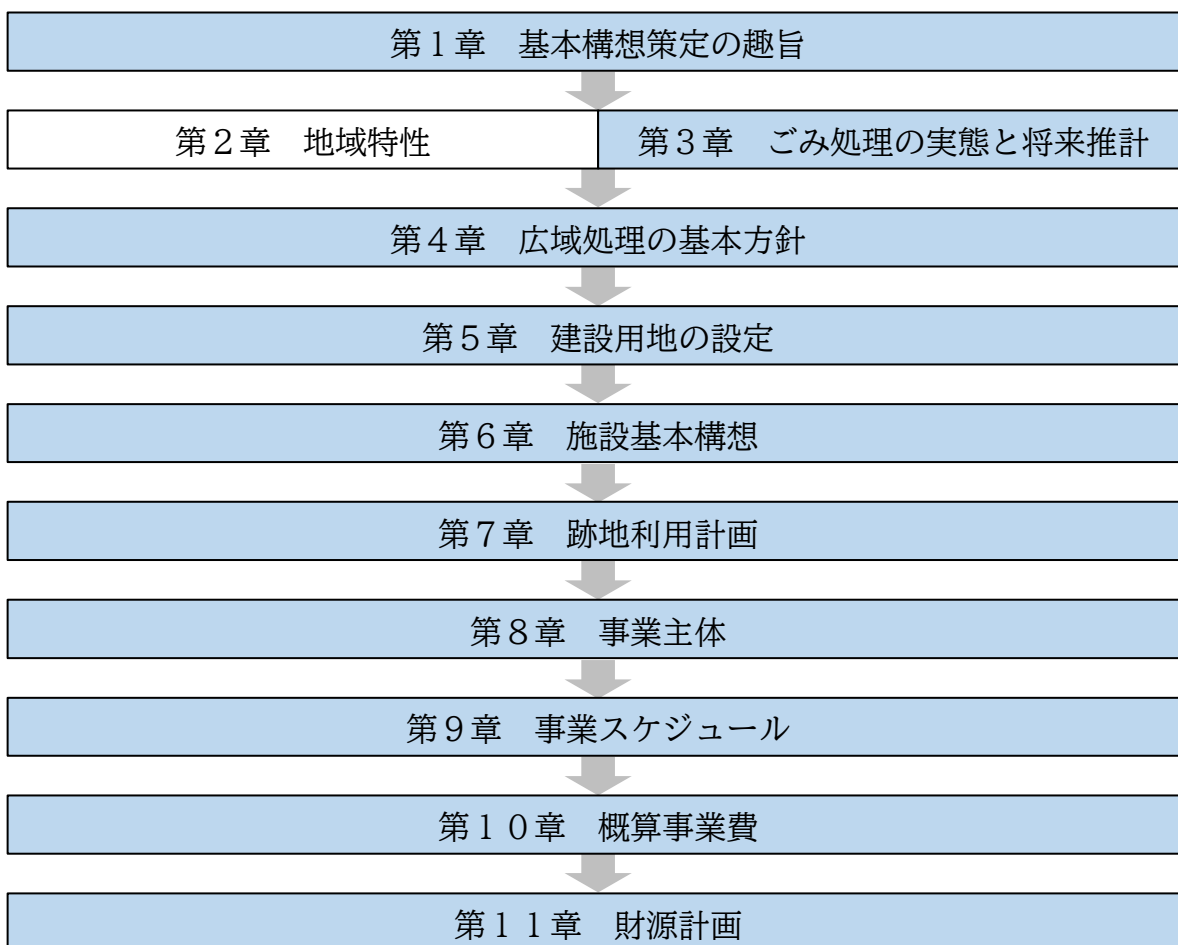 第１章　基本構想策定の趣旨
第２章　地域特性
第３章　ごみ処理の実態と将来推計
第４章　広域処理の基本方針
第５章　建設用地の設定
第６章　施設基本構想
第７章　跡地利用計画
第８章　事業主体
第９章　事業スケジュール
第１０章　概算事業費
第１１章　財源計画